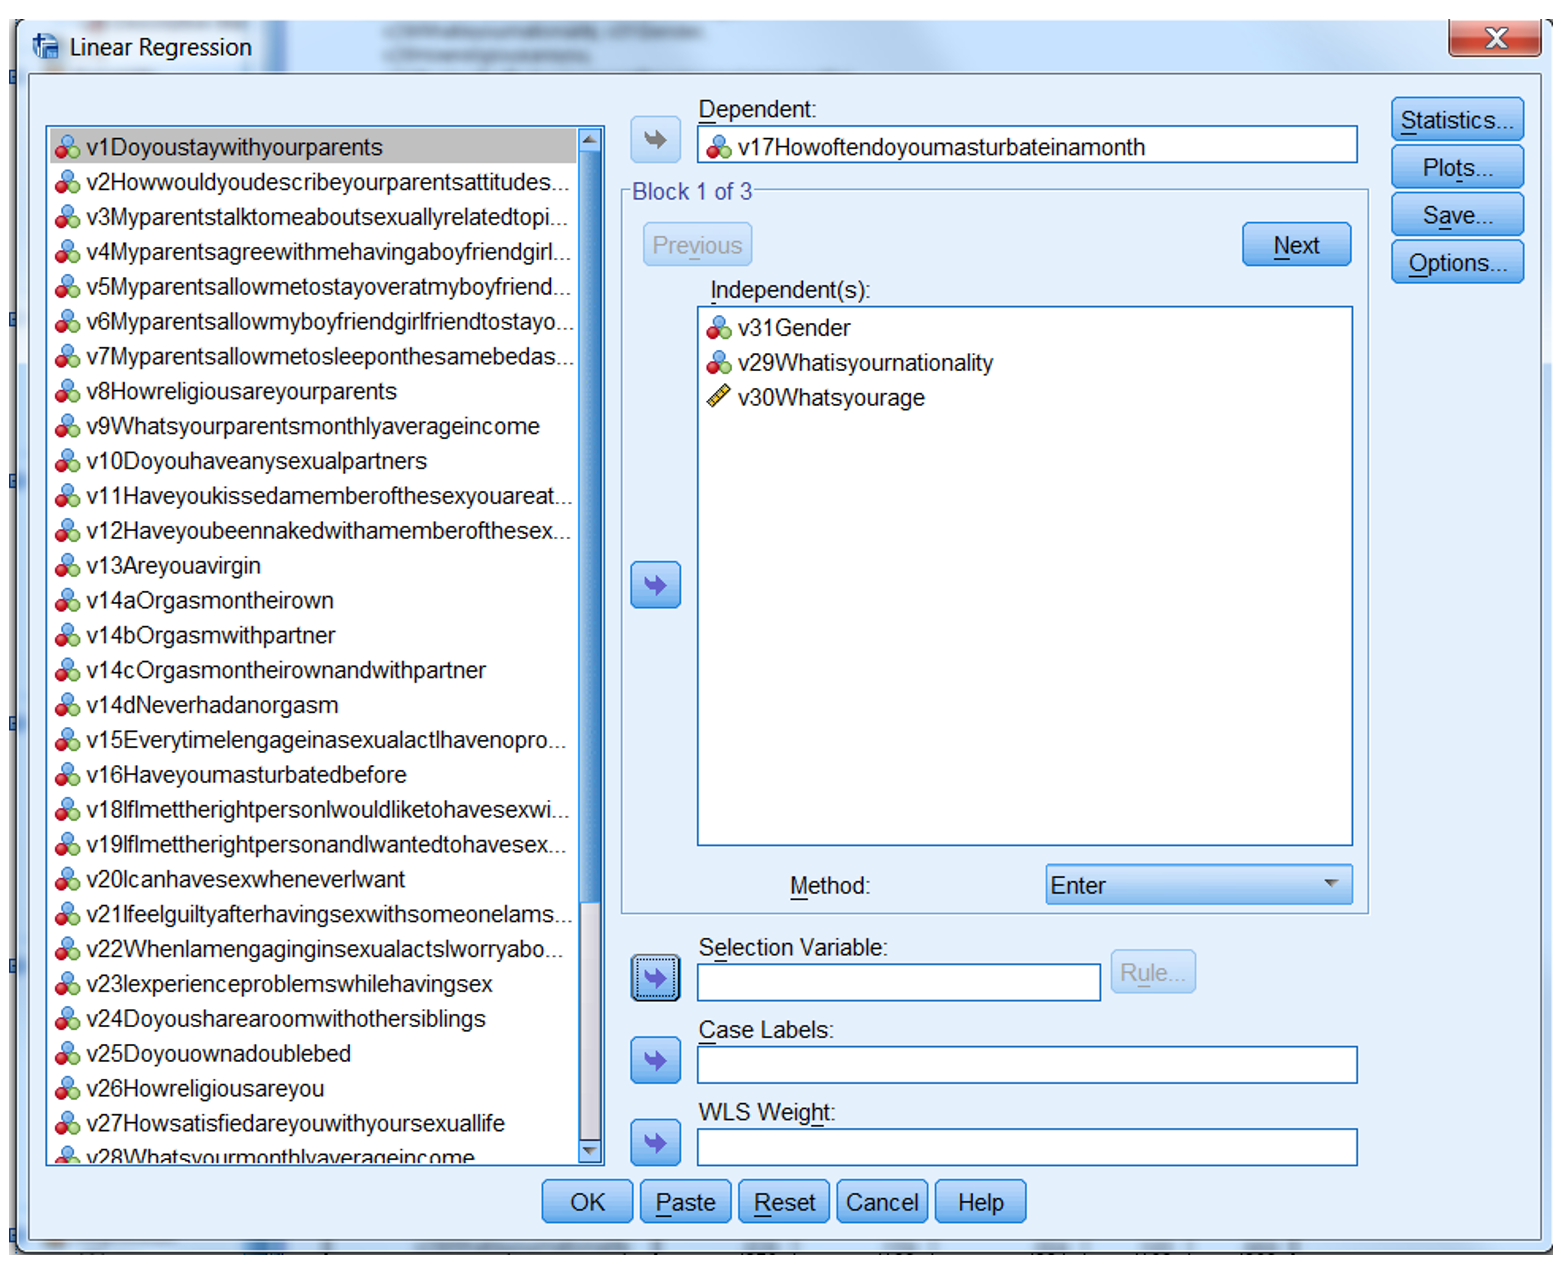 Linear Regression
v1Doyoustaywithyourparents
v2Howwouldyoudescribeyourparentsattitudes...
v3Myparentstalktomeaboutsexuallyrelatedtopi...
v4Myparentsagreewithmehavingaboyfriendgirl...
v5Myparentsallowmetostayoveratmyboyfriend...
v6Myparentsallowmyboyfriendgirlfriendtostayo...
v7Myparentsallowmetosleeponthesamebedas...
v8Howreligiousareyourparents
v9Whatsyourparentsmonthlyaverageincome
v10Doyouhaveanysexualpartners
v11Haveyoukissedamemberofthesexyouareat...
v12Haveyoubeennakedwithamemberofthesex...
v13Areyouavirgin
v14aOrgasmontheirown
v14bOrgasmwithpartner
v14cOrgasmontheirownandwithpartner
v14dNeverhadanorgasm
v15EverytimeIengageinasexualactIhavenopro...
v16Haveyoumasturbatedbefore
v18IfImettherightpersonIwouldliketohavesexwi...
v19IfImettherightpersonandIwantedtohavesex...
v20IcanhavesexwheneverIwant
v21IfeelguiltyafterhavingsexwithsomeoneIams...
v22WhenIamengaginginsexualactsIworryabo...
v23Iexperienceproblemswhilehavingsex
v24Doyousharearoomwithothersiblings
v25Doyouownadoublebed
v26Howreligiousareyou
v27Howsatisfiedareyouwithyoursexuallife
v28Whatsyourmonthlyaverageincome
Dependent:
v17Howoftendoyoumasturbateinamonth
Block 1 of 3
Previous
Next
Independent(s):
v31Gender
v29Whatisyournationality
v30Whatsyourage
Method:
Enter
Selection Variable:
Rule...
Case Labels:
WLS Weight:
Statistics...
Plots...
Save...
Options...
OK
Paste
Reset
Cancel
Help